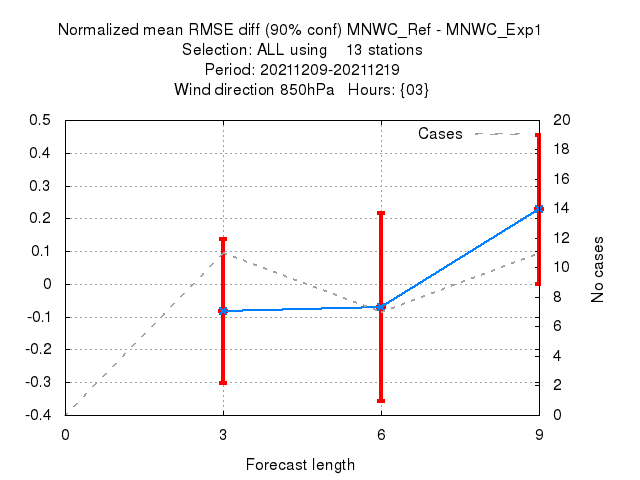 Normalized mean RMSE diff (90% conf) MNWC_Ref - MNWC_Exp1
Selection: ALL using 13 stations
Period: 20211209-20211219
Wind direction 850hPa Hours: {03}
Cases
0.5
0.4
0.3
0.2
0.1
0
-0.1
-0.2
-0.3
-0.4
20
18
16
14
12
10
8
6
4
2
0
No cases
0 3 6 9
Forecast length